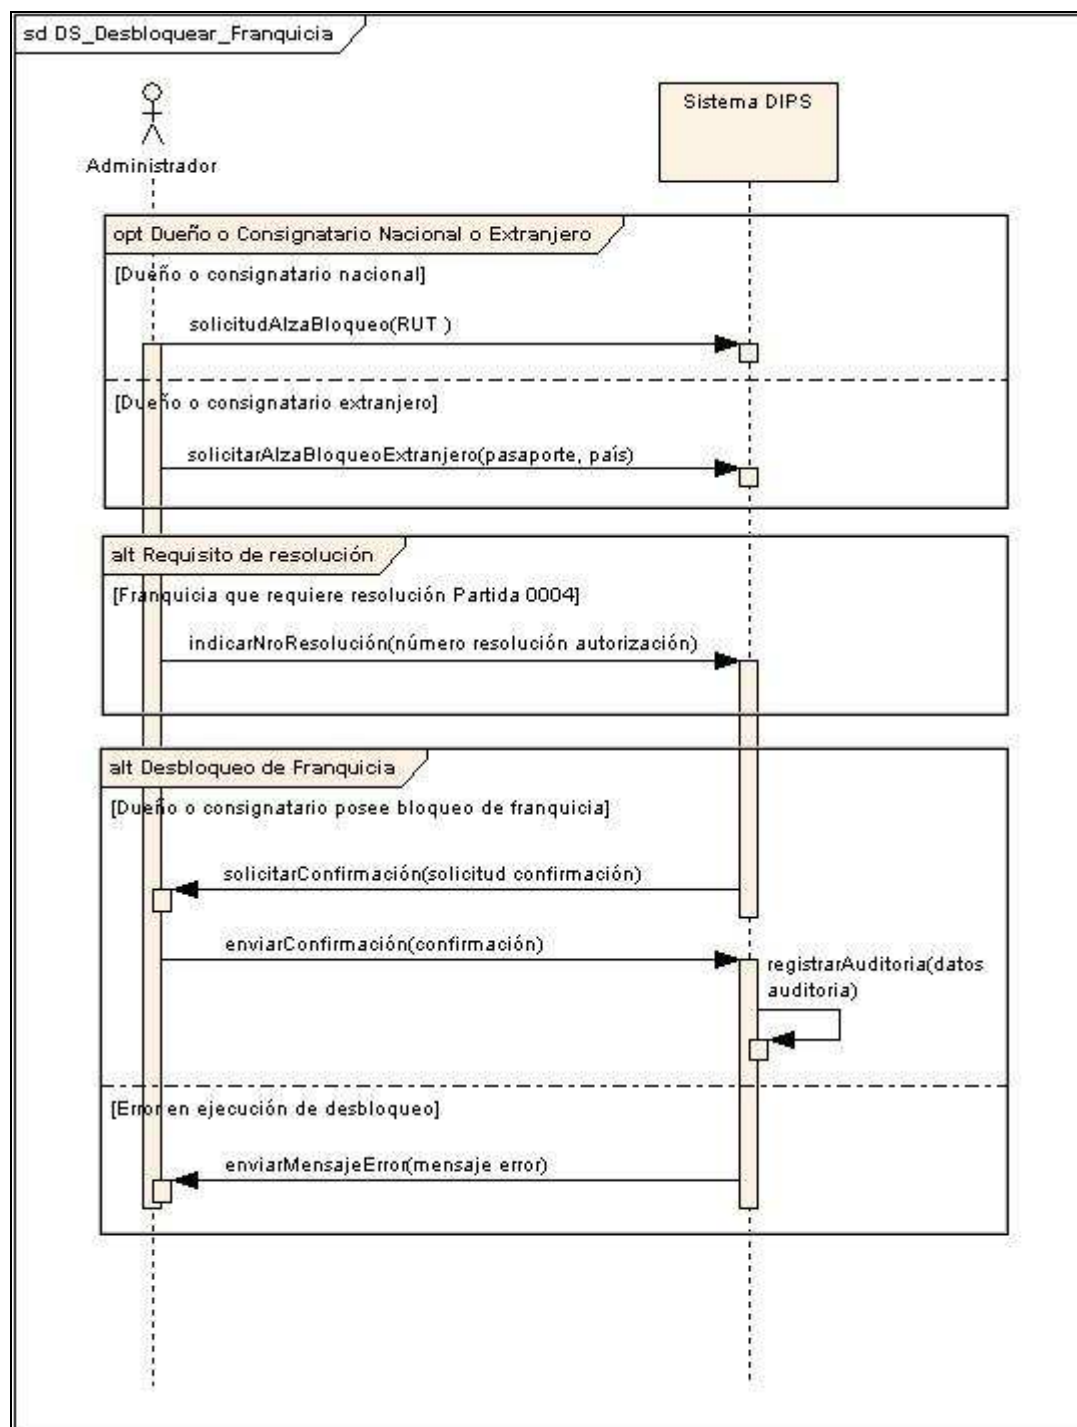 sd DS_Desbloquear_Franquicia
Administrador
Sistema DIPS
opt Dueño o Consignatario Nacional o Extranjero
[Dueño o consignatario nacional]
solicitudAlzaBloqueo(RUT )
[Dueño o consignatario extranjero]
solicitarAlzaBloqueoExtranjero(pasaporte, país)
alt Requisito de resolución
[Franquicia que requiere resolución Partida 0004]
indicarNroResolución(número resolución autorización)
alt Desbloqueo de Franquicia
[Dueño o consignatario posee bloqueo de franquicia]
solicitarConfirmación(solicitud confirmación)
enviarConfirmación(confirmación)
registrarAuditoria(datos
auditoria)
[Error en ejecución de desbloqueo]
enviarMensajeError(mensaje error)